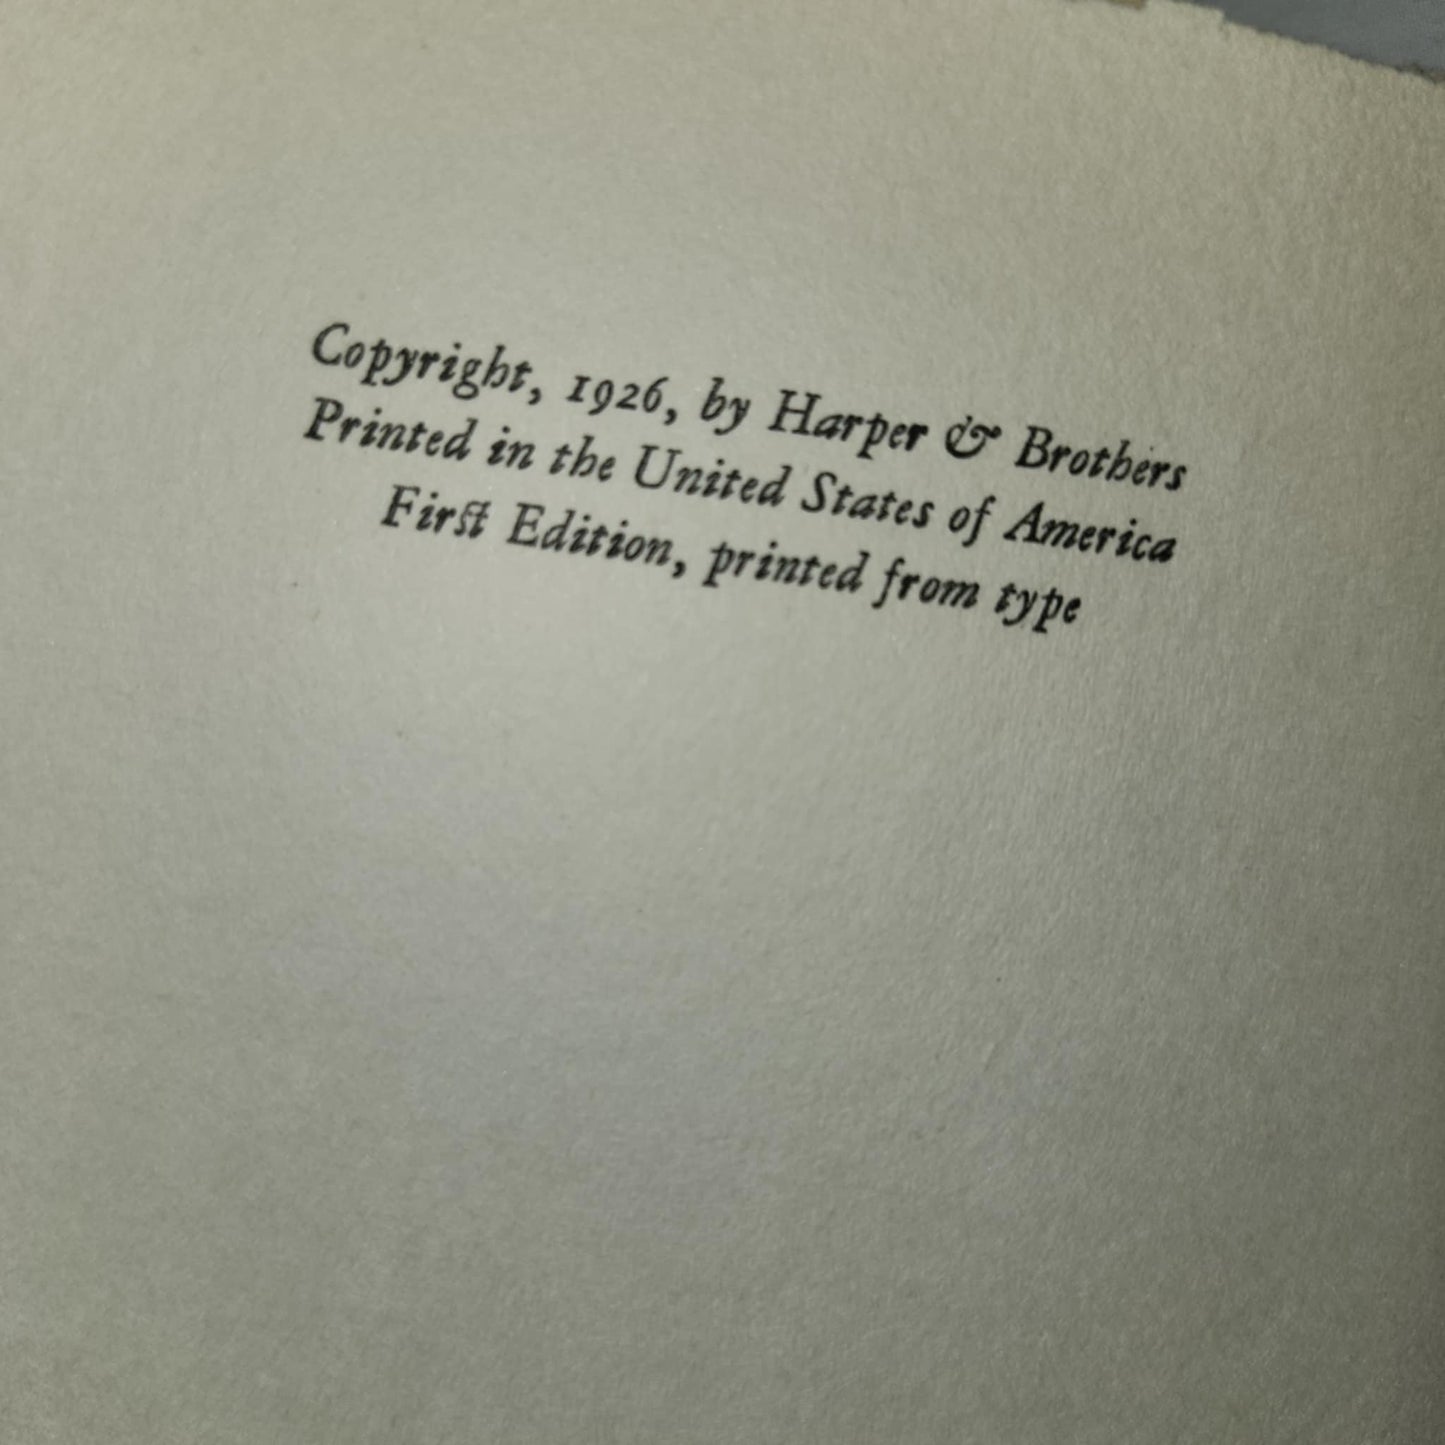 Copyright, 1926, by Harper & Brothers
Printed in the United States of America
First Edition, printed from type